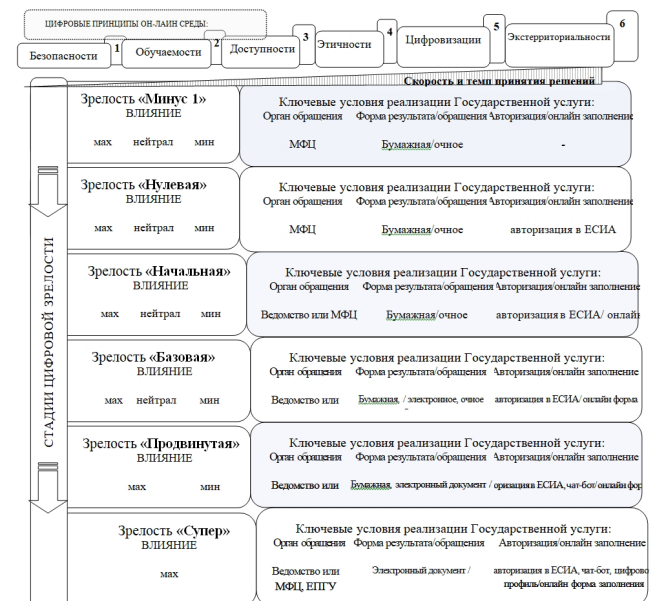 ЦИФРОВЫЕ ПРИНЦИПЫ ОН-ЛАЙН СРЕДЫ:
Безопасности 1 Обучаемости 2 Доступности 3 Этичности 4 Цифровизации 5 Экстерриториальности 6
Скорость и темп принятия решений
СТАДИИ ЦИФРОВОЙ ЗРЕЛОСТИ
Зрелость «Минус 1»
ВЛИЯНИЕ
мах нейтрал мин
Ключевые условия реализации Государственной услуги:
Орган обращения Форма результата/обращения Авторизация/онлайн заполнение
МФЦ Бумажная/очное -
Зрелость «Нулевая»
ВЛИЯНИЕ
мах нейтрал мин
Ключевые условия реализации Государственной услуги:
Орган обращения Форма результата/обращения Авторизация/онлайн заполнение
МФЦ Бумажная/очное авторизация в ЕСИА
Зрелость «Начальная»
ВЛИЯНИЕ
мах нейтрал мин
Ключевые условия реализации Государственной услуги:
Орган обращения Форма результата/обращения Авторизация/онлайн заполнение
Ведомство или МФЦ Бумажная/очное авторизация в ЕСИА/ онлайн
Зрелость «Базовая»
ВЛИЯНИЕ
мах нейтрал мин
Ключевые условия реализации Государственной услуги:
Орган обращения Форма результата/обращения Авторизация/онлайн заполнение
Ведомство или Бумажная, / электронное, очное авторизация в ЕСИА/ онлайн форма
Зрелость «Продвинутая»
ВЛИЯНИЕ
мах мин
Ключевые условия реализации Государственной услуги:
Орган обращения Форма результата/обращения Авторизация/онлайн заполнение
Ведомство или Бумажная, электронный документ / оризация в ЕСИА, чат-бот/ онлайн фор
Зрелость «Супер»
ВЛИЯНИЕ
мах
Ключевые условия реализации Государственной услуги:
Орган обращения Форма результата/обращения Авторизация/онлайн заполнение
Ведомство или Электронный документ / авторизация в ЕСИА, чат-бот, цифрово
МФЦ, ЕПГУ профиль/онлайн форма заполнения